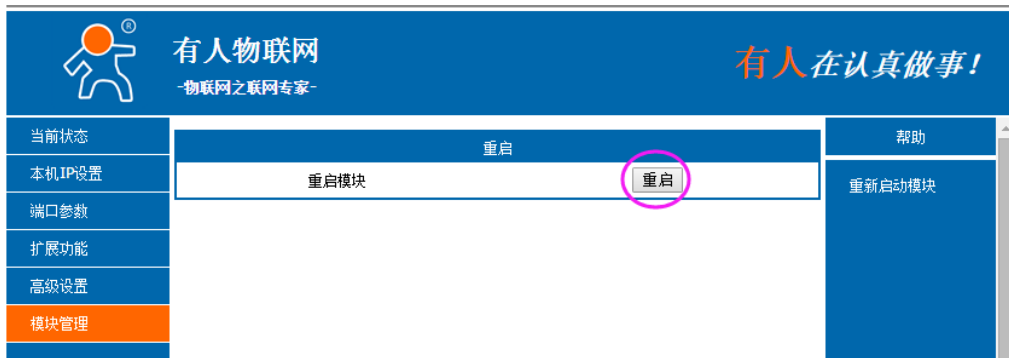 ®
有人物联网
-物联网之联网专家-
有人在认真做事!
当前状态
本机IP设置
端口参数
扩展功能
高级设置
模块管理
重启
重启模块
重启
帮助
重新启动模块